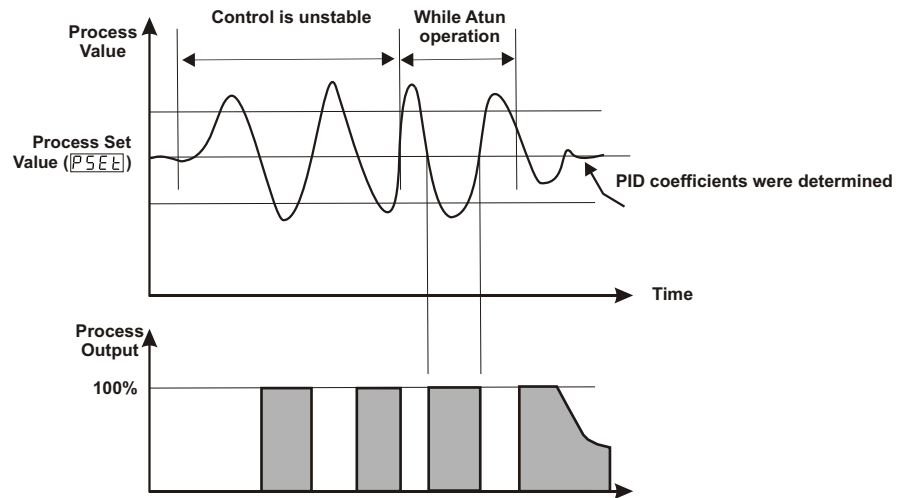 Control is unstable
While Atun
operation
Process
Value
Process Set
Value (PSEt)
PID coefficients were determined
Time
Process
Output
100%